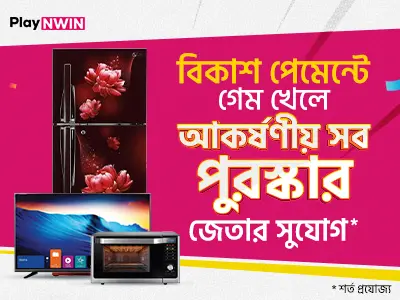 Play NWIN
বিকাশ পেমেন্টে
গেম খেলে
আকর্ষণীয় সব
পুরস্কার
জেতার সুযোগ*
* শর্ত প্রযোজ্য